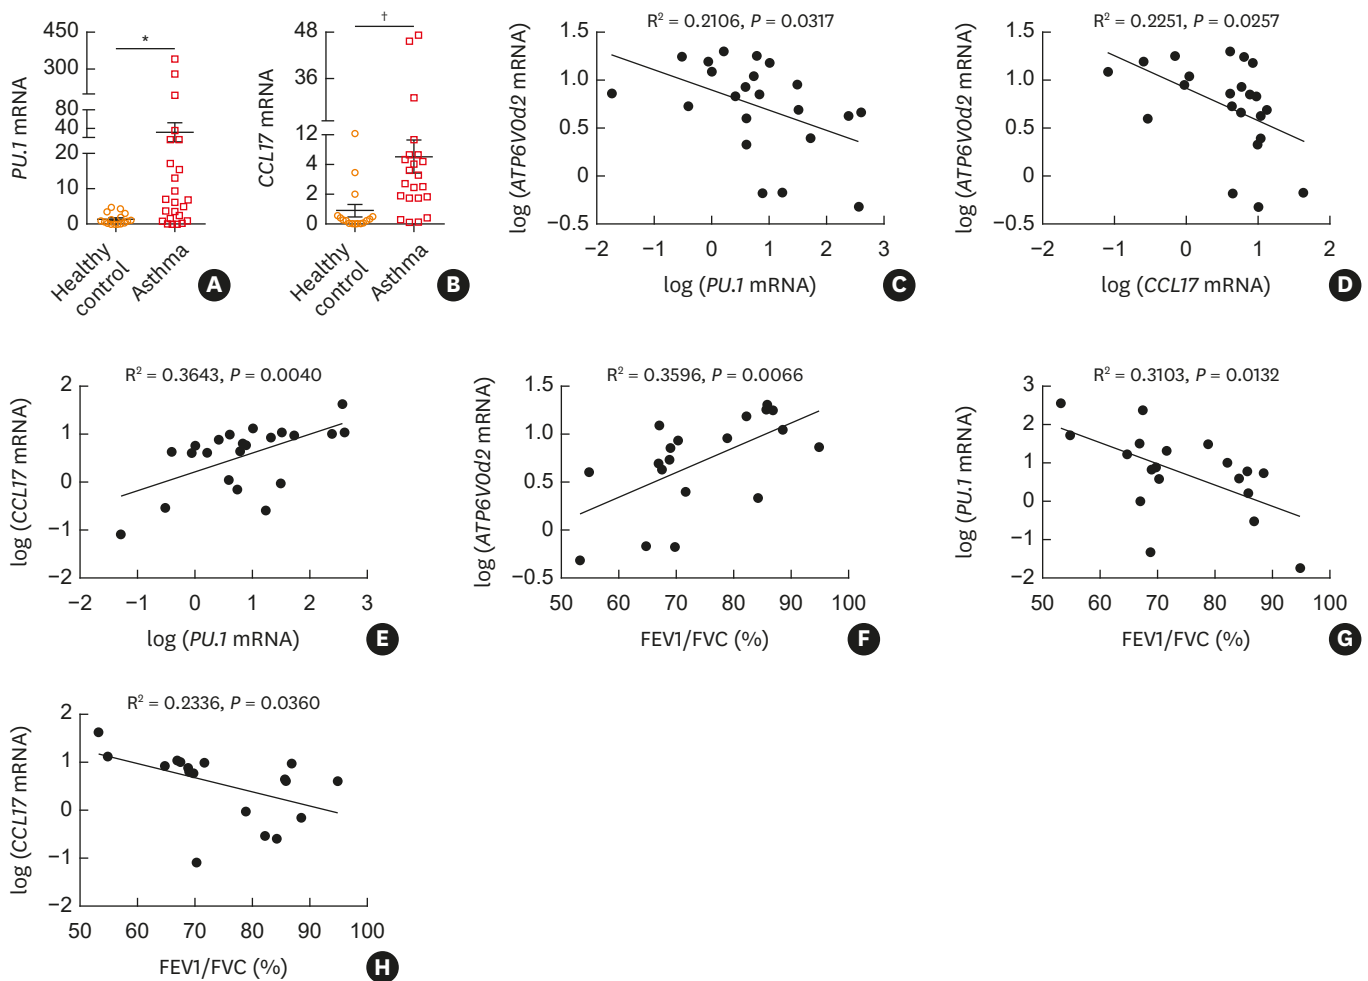 450
300
80
40
20
10
0
PU.1 mRNA
*
Healthy control
Asthma
A
48
36
12
4
2
0
CCL17 mRNA
†
Healthy control
Asthma
B
R² = 0.2106, P = 0.0317
1.5
1.0
0.5
0
−0.5
log (ATP6V0d2 mRNA)
−2 −1 0 1 2 3
log (PU.1 mRNA)
C
R² = 0.2251, P = 0.0257
1.5
1.0
0.5
0
−0.5
log (ATP6V0d2 mRNA)
−2 −1 0 1 2
log (CCL17 mRNA)
D
R² = 0.3643, P = 0.0040
2
1
0
−1
−2
log (CCL17 mRNA)
−2 −1 0 1 2 3
log (PU.1 mRNA)
E
R² = 0.3596, P = 0.0066
1.5
1.0
0.5
0
−0.5
log (ATP6V0d2 mRNA)
50 60 70 80 90 100
FEV1/FVC (%)
F
R² = 0.3103, P = 0.0132
3
2
1
0
−1
−2
log (PU.1 mRNA)
50 60 70 80 90 100
FEV1/FVC (%)
G
R² = 0.2336, P = 0.0360
2
1
0
−1
−2
log (CCL17 mRNA)
50 60 70 80 90 100
FEV1/FVC (%)
H